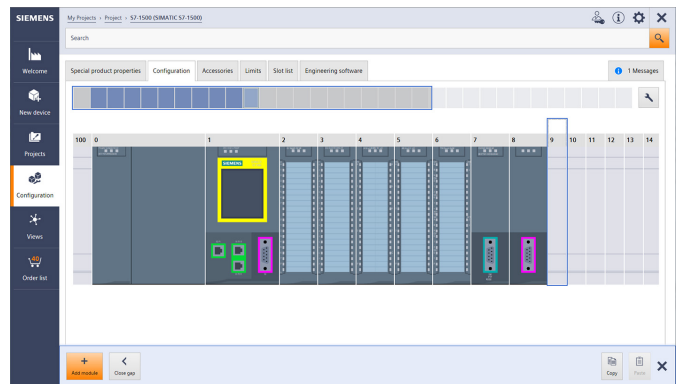 SIEMENS
My Projects › Project › S7-1500 (SIMATIC S7-1500)
Search
Welcome
New device
Projects
Configuration
Views
40
Order list
Special product properties Configuration Accessories Limits Slot list Engineering software
1 Messages
100 0 1 2 3 4 5 6 7 8 9 10 11 12 13 14
SIEMENS
Add module
Close gap
Copy
Paste